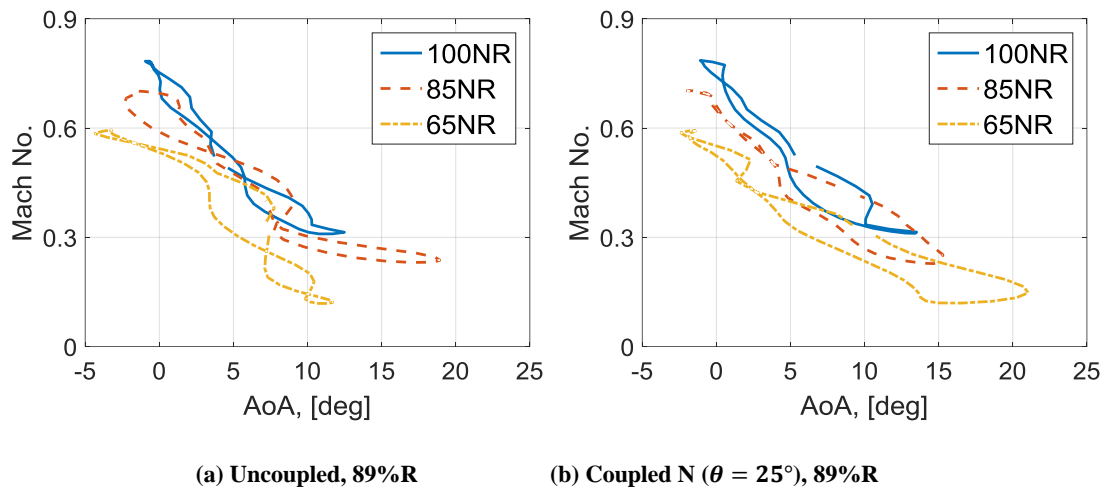 0.9
0.6
0.3
0
Mach No.
-5 0 5 10 15 20 25
AoA, [deg]
100NR
85NR
65NR
0.9
0.6
0.3
0
Mach No.
-5 0 5 10 15 20 25
AoA, [deg]
100NR
85NR
65NR
(a) Uncoupled, 89%R
(b) Coupled N (θ = 25°), 89%R